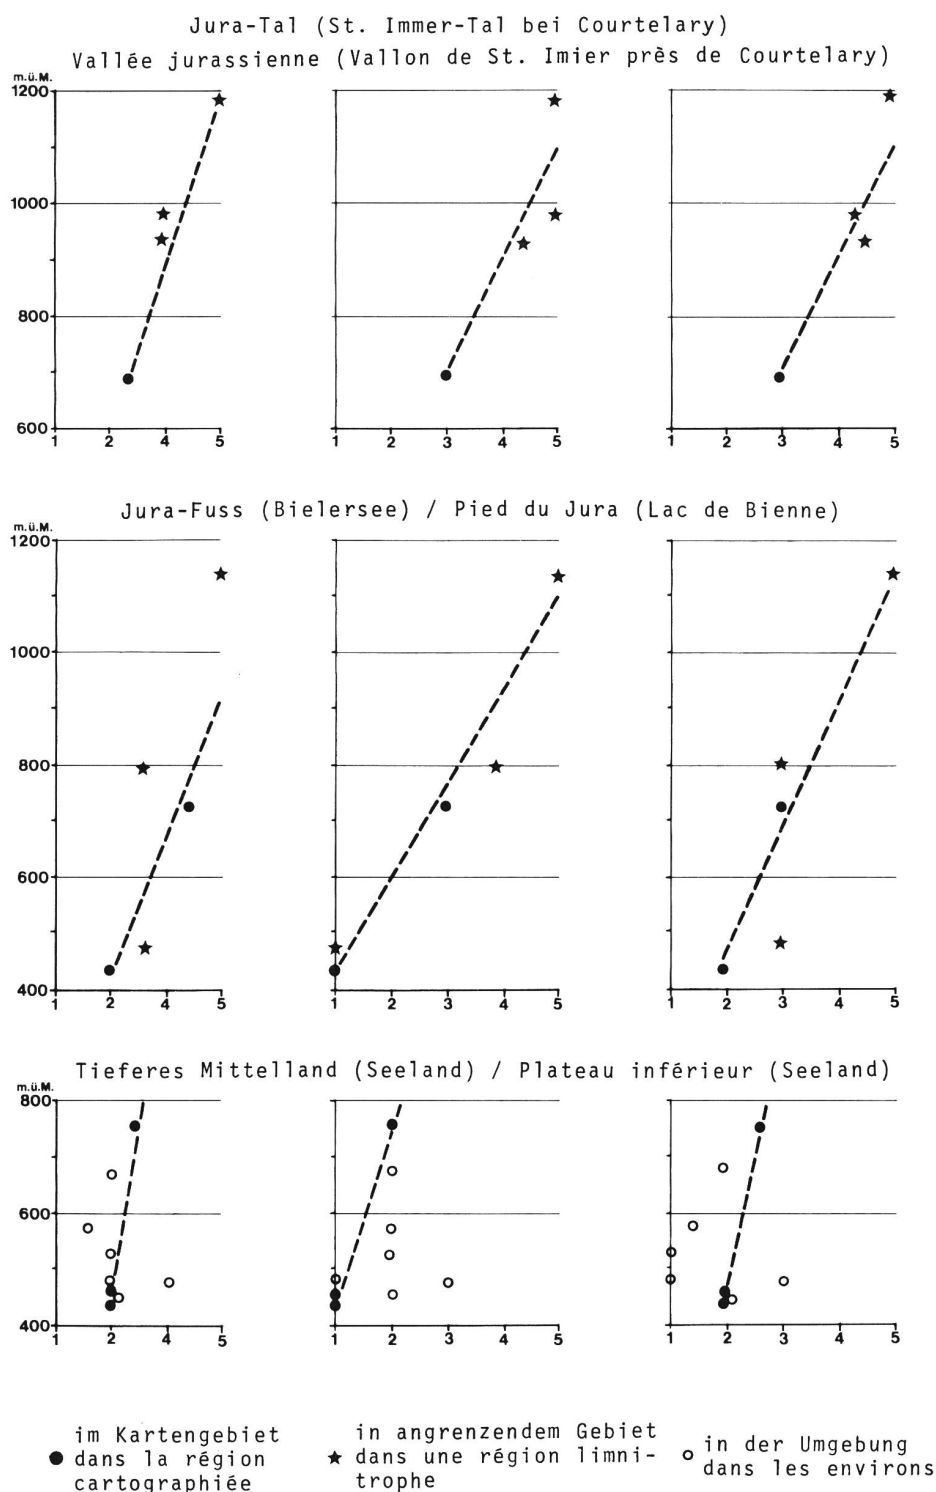 Jura-Tal (St. Immer-Tal bei Courtelary)
Vallée jurassienne (Vallon de St. Imier près de Courtelary)
m.ü.M.
1200
1000
800
600
1 2 4 5
1 2 3 4 5
1 2 3 4 5
Jura-Fuss (Bielersee) / Pied du Jura (Lac de Bienne)
m.ü.M.
1200
1000
800
600
400
1 2 4 5
1 2 3 4 5
1 2 3 4 5
Tieferes Mittelland (Seeland) / Plateau inférieur (Seeland)
m.ü.M.
800
600
400
1 2 4 5
1 2 3 4 5
1 2 3 4 5
im Kartengebiet
dans la région
cartographiée
in angrenzendem Gebiet
dans une région limni-
trophe
in der Umgebung
dans les environs